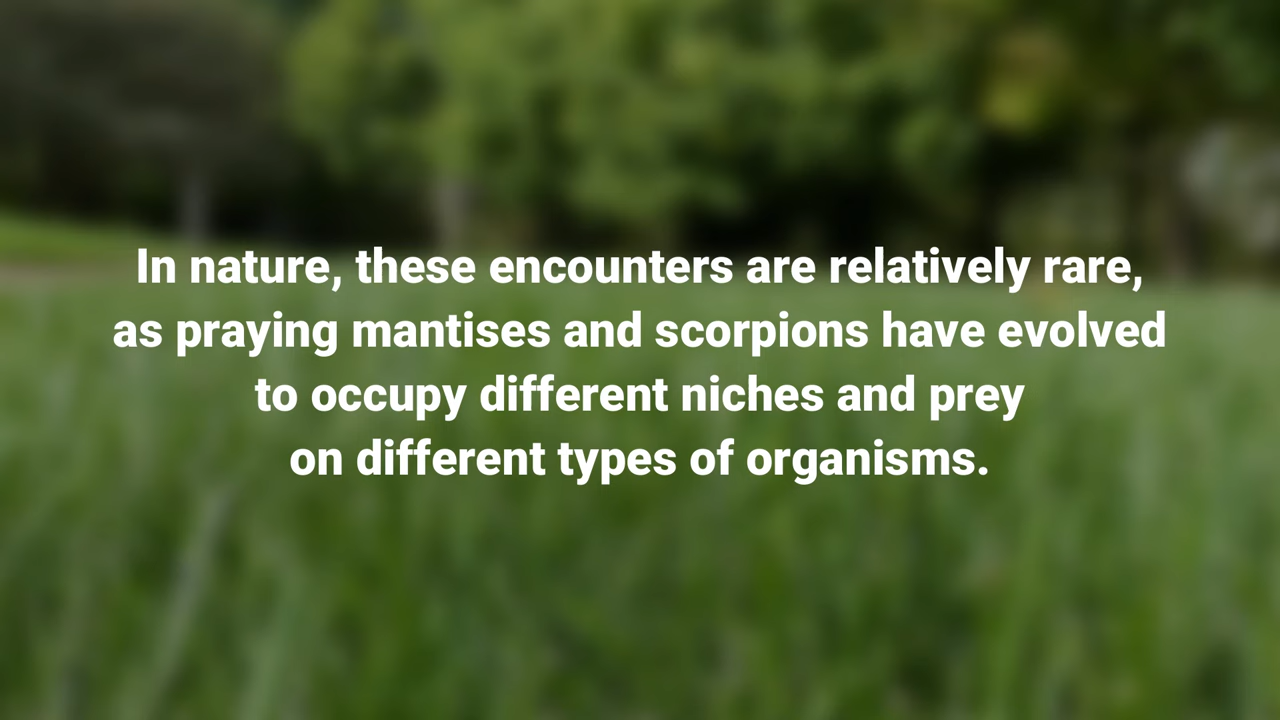 In nature, these encounters are relatively rare,
as praying mantises and scorpions have evolved
to occupy different niches and prey
on different types of organisms.